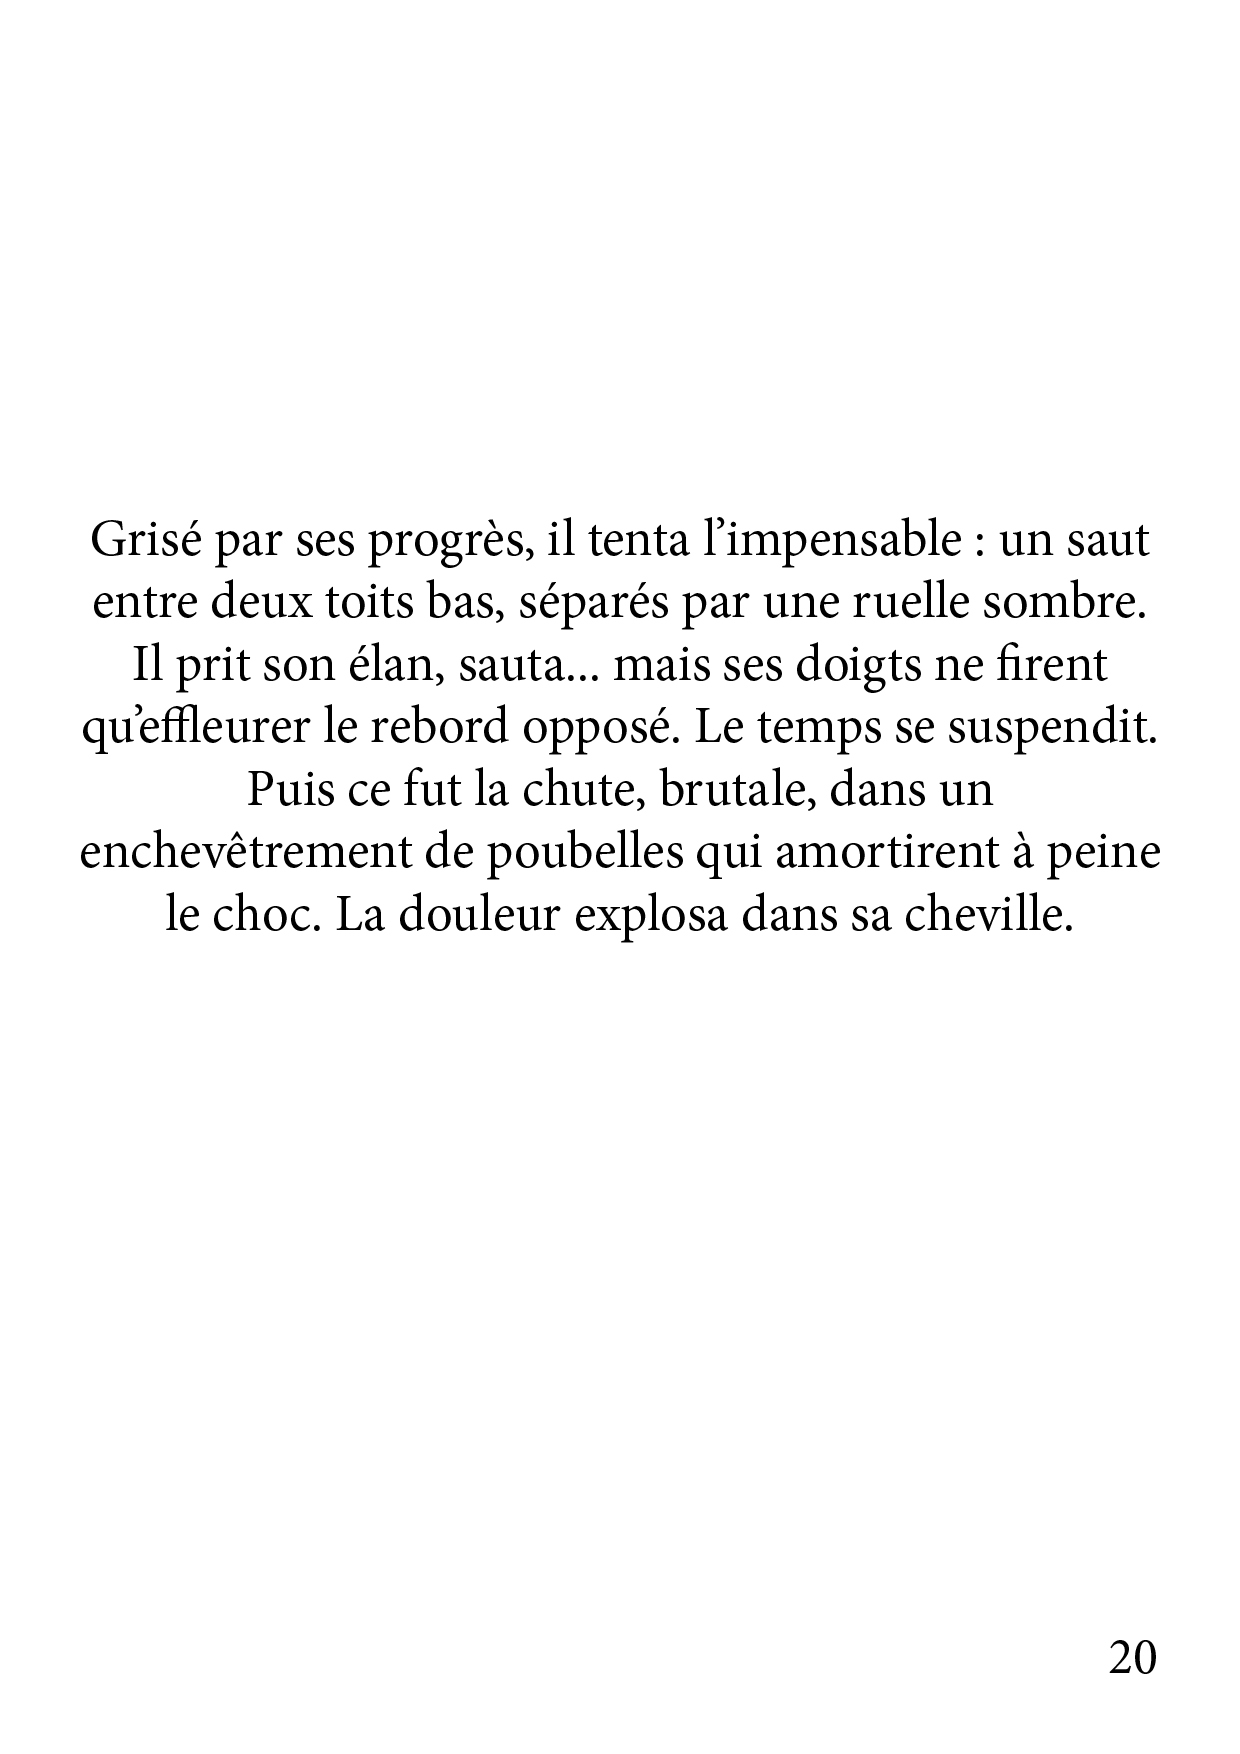 Grisé par ses progrès, il tenta l’impensable : un saut
entre deux toits bas, séparés par une ruelle sombre.
Il prit son élan, sauta... mais ses doigts ne firent
qu’effleurer le rebord opposé. Le temps se suspendit.
Puis ce fut la chute, brutale, dans un
enchevêtrement de poubelles qui amortirent à peine
le choc. La douleur explosa dans sa cheville.
20